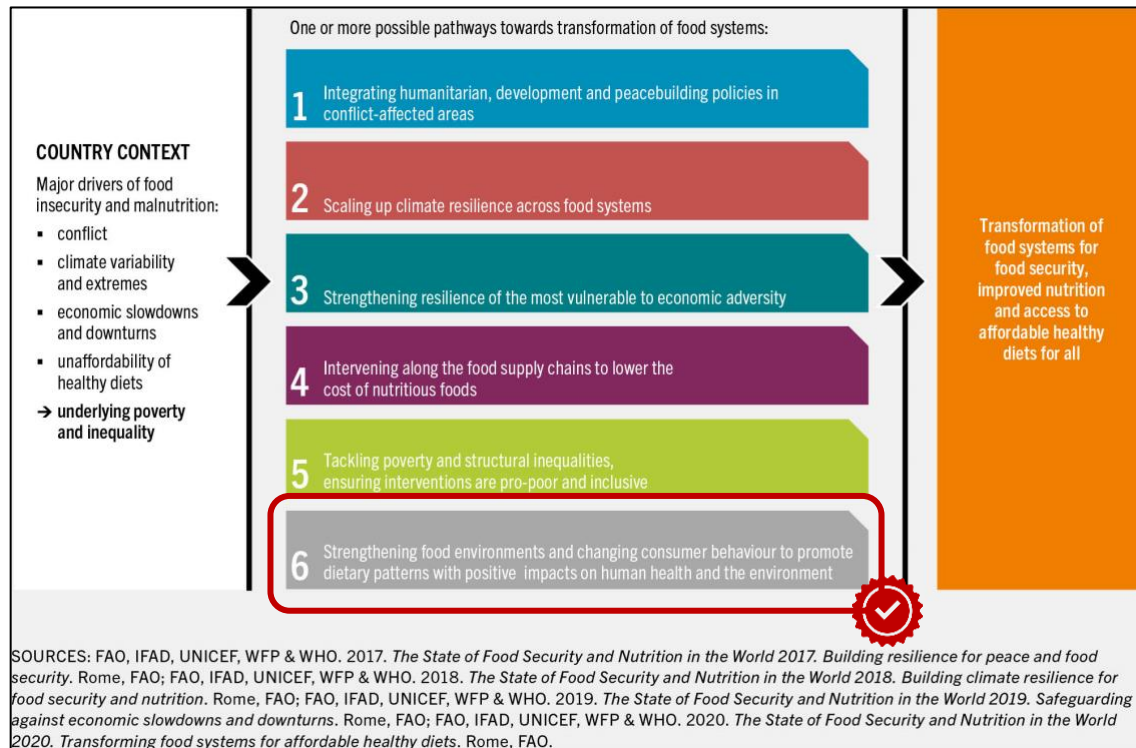 One or more possible pathways towards transformation of food systems:
COUNTRY CONTEXT
Major drivers of food
insecurity and malnutrition:
▪ conflict
▪ climate variability
and extremes
▪ economic slowdowns
and downturns
▪ unaffordability of
healthy diets
→ underlying poverty
and inequality
1 Integrating humanitarian, development and peacebuilding policies in
conflict-affected areas
2 Scaling up climate resilience across food systems
3 Strengthening resilience of the most vulnerable to economic adversity
4 Intervening along the food supply chains to lower the
cost of nutritious foods
5 Tackling poverty and structural inequalities,
ensuring interventions are pro-poor and inclusive
6 Strengthening food environments and changing consumer behaviour to promote
dietary patterns with positive impacts on human health and the environment
Transformation of
food systems for
food security,
improved nutrition
and access to
affordable healthy
diets for all
SOURCES: FAO, IFAD, UNICEF, WFP & WHO. 2017. The State of Food Security and Nutrition in the World 2017. Building resilience for peace and food
security. Rome, FAO; FAO, IFAD, UNICEF, WFP & WHO. 2018. The State of Food Security and Nutrition in the World 2018. Building climate resilience for
food security and nutrition. Rome, FAO; FAO, IFAD, UNICEF, WFP & WHO. 2019. The State of Food Security and Nutrition in the World 2019. Safeguarding
against economic slowdowns and downturns. Rome, FAO; FAO, IFAD, UNICEF, WFP & WHO. 2020. The State of Food Security and Nutrition in the World
2020. Transforming food systems for affordable healthy diets. Rome, FAO.